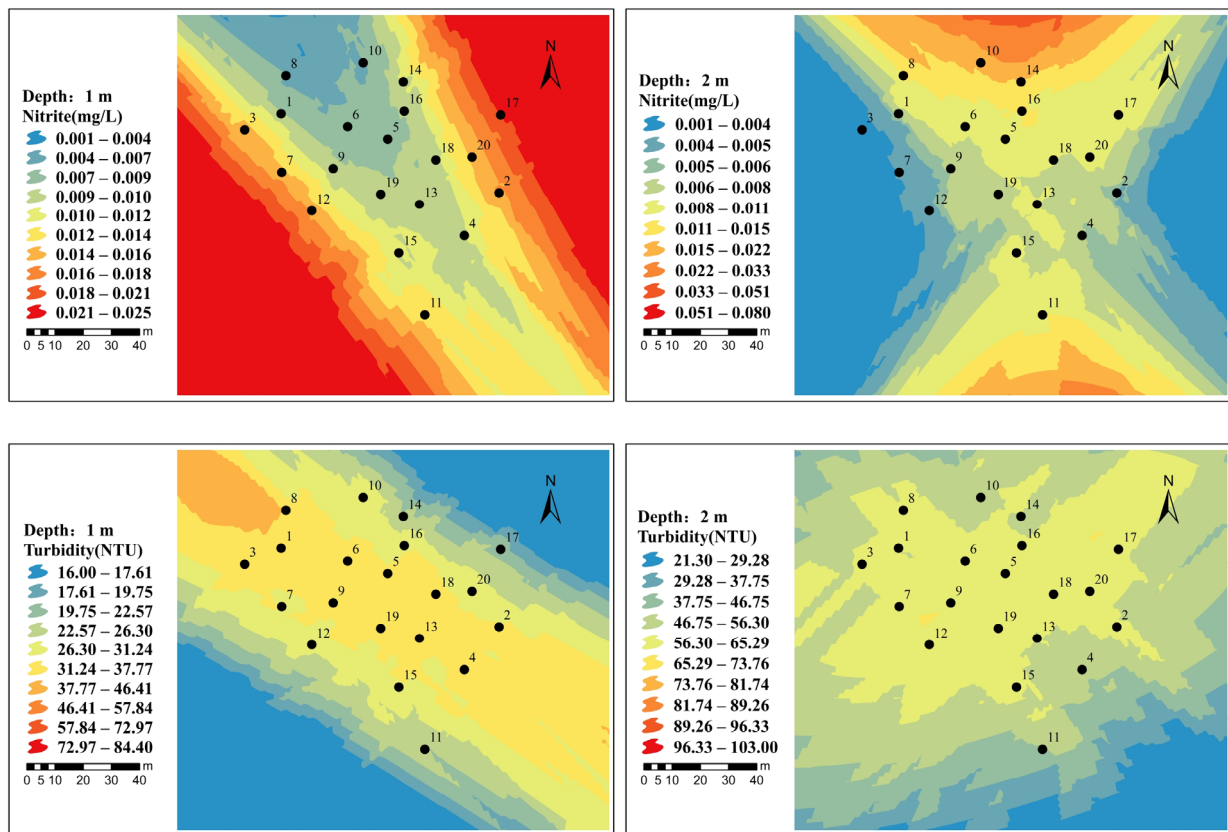 Depth: 1 m
Nitrite(mg/L)
0.001 – 0.004
0.004 – 0.007
0.007 – 0.009
0.009 – 0.010
0.010 – 0.012
0.012 – 0.014
0.014 – 0.016
0.016 – 0.018
0.018 – 0.021
0.021 – 0.025
0 5 10 20 30 40 m
N
10
8
14
1
16
17
3
6
5
7
9
18
20
19
13
2
12
4
15
11
Depth: 2 m
Nitrite(mg/L)
0.001 – 0.004
0.004 – 0.005
0.005 – 0.006
0.006 – 0.008
0.008 – 0.011
0.011 – 0.015
0.015 – 0.022
0.022 – 0.033
0.033 – 0.051
0.051 – 0.080
0 5 10 20 30 40 m
N
10
8
14
1
16
17
3
6
5
7
9
18
20
19
13
2
12
4
15
11
Depth: 1 m
Turbidity(NTU)
16.00 – 17.61
17.61 – 19.75
19.75 – 22.57
22.57 – 26.30
26.30 – 31.24
31.24 – 37.77
37.77 – 46.41
46.41 – 57.84
57.84 – 72.97
72.97 – 84.40
0 5 10 20 30 40 m
N
10
8
14
1
16
17
3
6
5
7
9
18
20
19
13
2
12
4
15
11
Depth: 2 m
Turbidity(NTU)
21.30 – 29.28
29.28 – 37.75
37.75 – 46.75
46.75 – 56.30
56.30 – 65.29
65.29 – 73.76
73.76 – 81.74
81.74 – 89.26
89.26 – 96.33
96.33 – 103.00
0 5 10 20 30 40 m
N
10
8
14
1
16
17
3
6
5
7
9
18
20
19
13
2
12
4
15
11